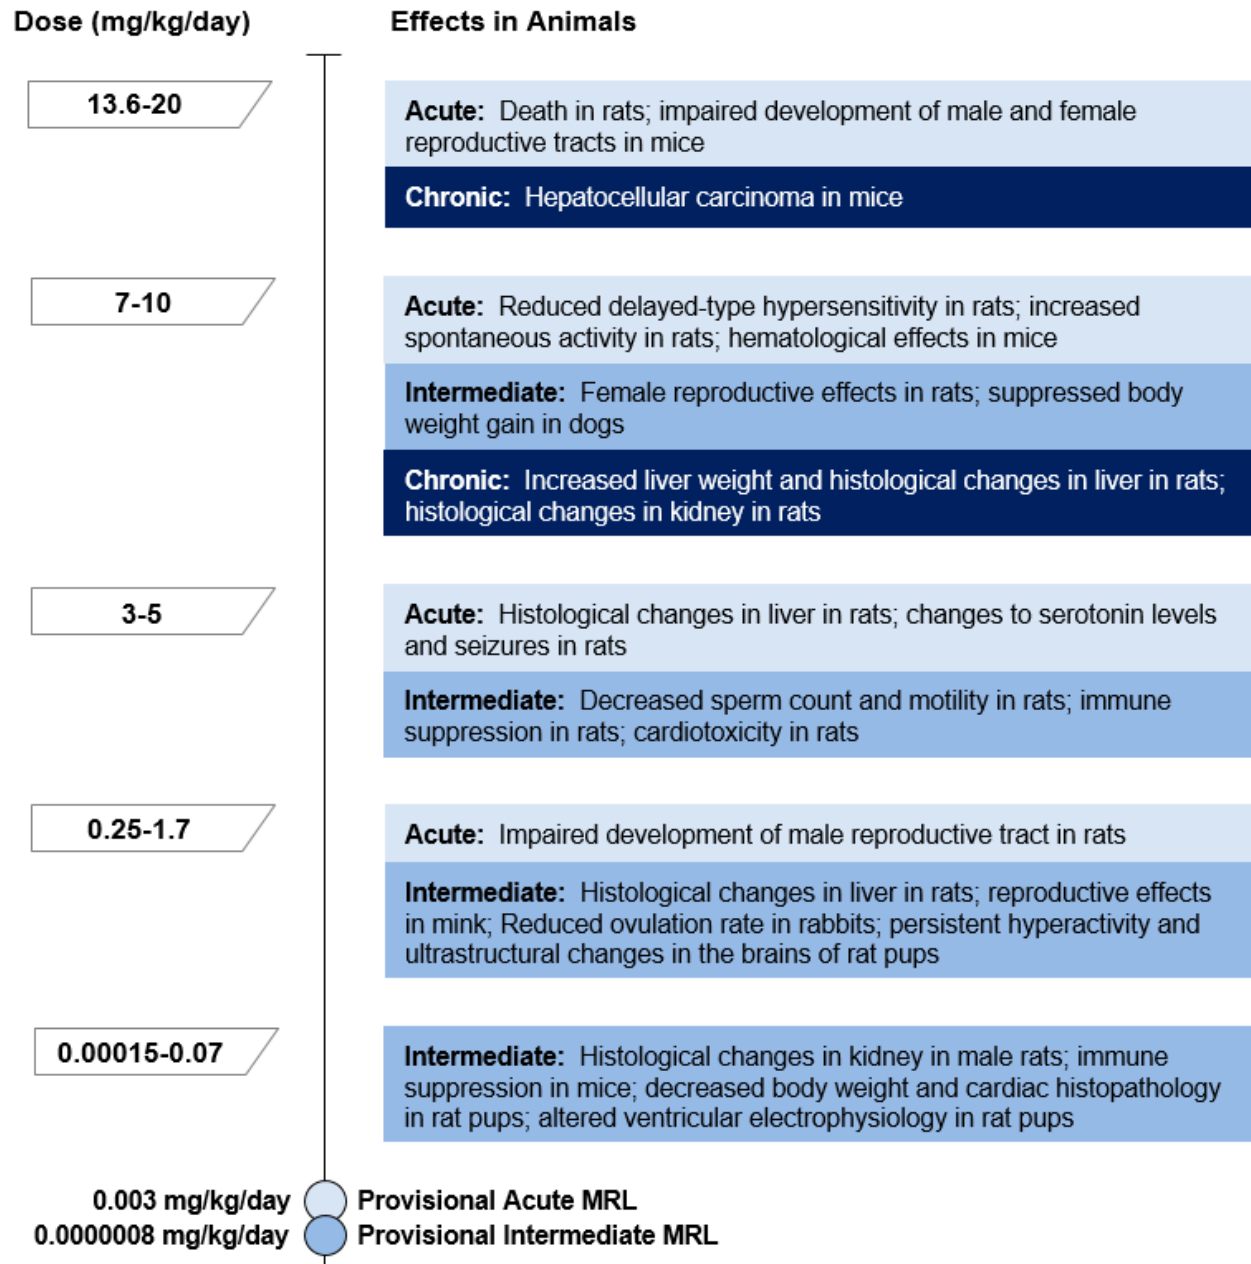 Dose (mg/kg/day)
Effects in Animals
13.6-20
Acute: Death in rats; impaired development of male and female
reproductive tracts in mice
Chronic: Hepatocellular carcinoma in mice
7-10
Acute: Reduced delayed-type hypersensitivity in rats; increased
spontaneous activity in rats; hematological effects in mice
Intermediate: Female reproductive effects in rats; suppressed body
weight gain in dogs
Chronic: Increased liver weight and histological changes in liver in rats;
histological changes in kidney in rats
3-5
Acute: Histological changes in liver in rats; changes to serotonin levels
and seizures in rats
Intermediate: Decreased sperm count and motility in rats; immune
suppression in rats; cardiotoxicity in rats
0.25-1.7
Acute: Impaired development of male reproductive tract in rats
Intermediate: Histological changes in liver in rats; reproductive effects
in mink; Reduced ovulation rate in rabbits; persistent hyperactivity and
ultrastructural changes in the brains of rat pups
0.00015-0.07
Intermediate: Histological changes in kidney in male rats; immune
suppression in mice; decreased body weight and cardiac histopathology
in rat pups; altered ventricular electrophysiology in rat pups
0.003 mg/kg/day Provisional Acute MRL
0.0000008 mg/kg/day Provisional Intermediate MRL